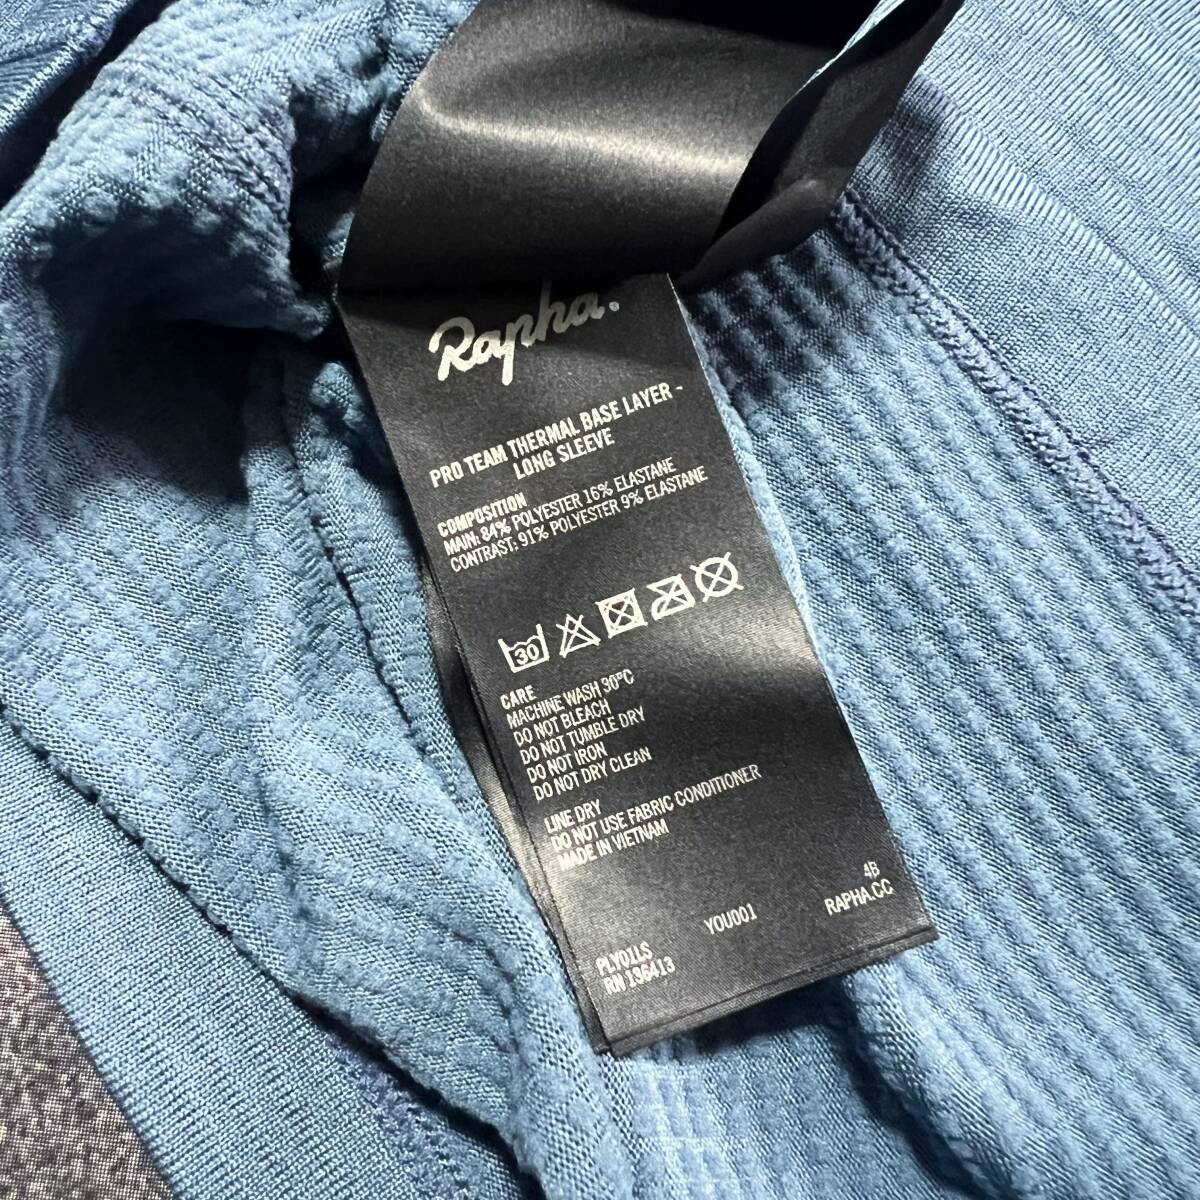 Rapha.
PRO TEAM THERMAL BASE LAYER -
LONG SLEEVE
COMPOSITION
MAIN: 84% POLYESTER 16% ELASTANE
CONTRAST: 91% POLYESTER 9% ELASTANE
30
CARE
MACHINE WASH 30°C
DO NOT BLEACH
DO NOT TUMBLE DRY
DO NOT IRON
DO NOT DRY CLEAN
LINE DRY
DO NOT USE FABRIC CONDITIONER
MADE IN VIETNAM
4B
YOU001 RAPHA.CC
PLY01LS
RN 136413